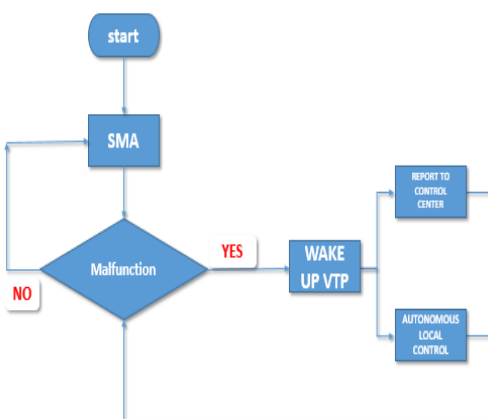 start
SMA
Malfunction
YES
NO
WAKE
UP VTP
REPORT TO
CONTROL
CENTER
AUTONOMOUS
LOCAL
CONTROL